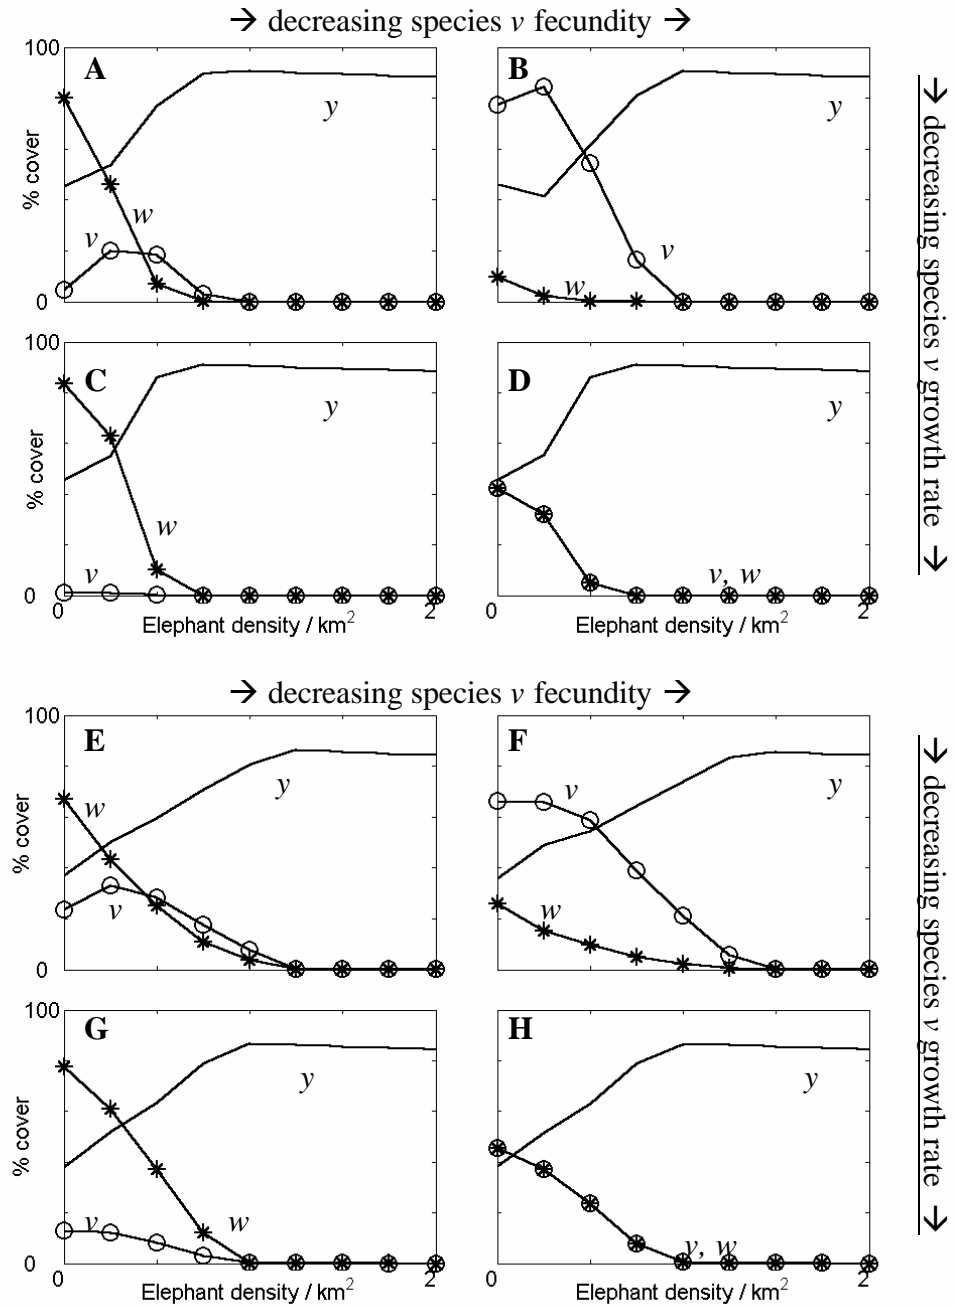 → decreasing species v fecundity →
100
A
y
% cover
w
v
0
B
y
v
w
C
y
% cover
w
v
0
2
Elephant density / km²
D
y
v, w
0
2
Elephant density / km²
→ decreasing species v growth rate →
→ decreasing species v fecundity →
100
E
w
y
% cover
v
0
F
v
y
w
100
G
y
% cover
v
w
0
0
2
Elephant density / km²
H
y
v, w
0
2
Elephant density / km²
→ decreasing species v growth rate →